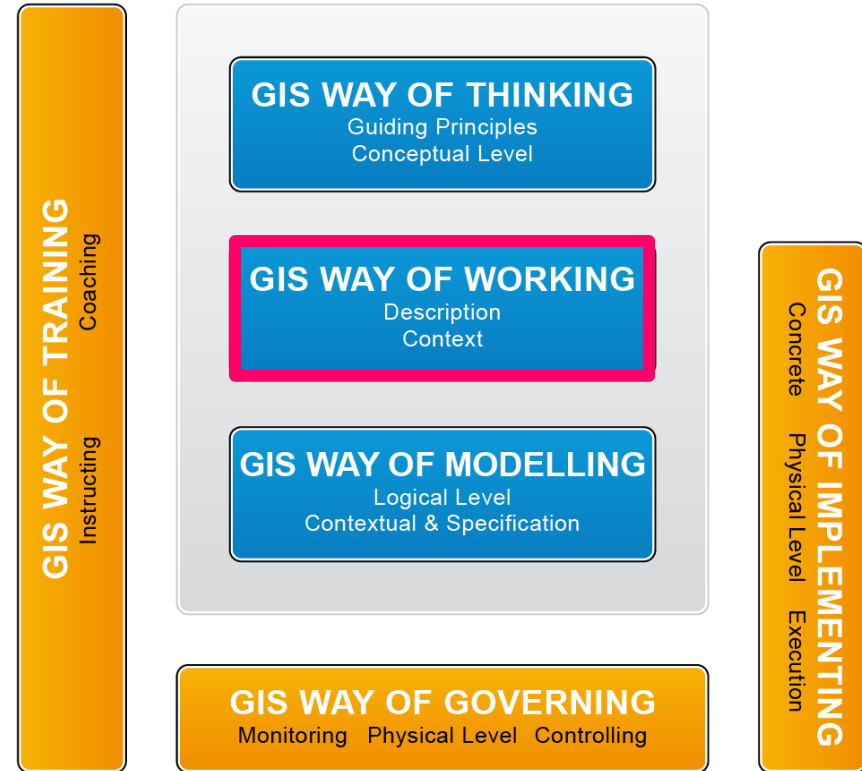 GIS WAY OF TRAINING
Instructing Coaching
GIS WAY OF THINKING
Guiding Principles
Conceptual Level
GIS WAY OF WORKING
Description
Context
GIS WAY OF MODELLING
Logical Level
Contextual & Specification
GIS WAY OF IMPLEMENTING
Concrete Physical Level Execution
GIS WAY OF GOVERNING
Monitoring Physical Level Controlling